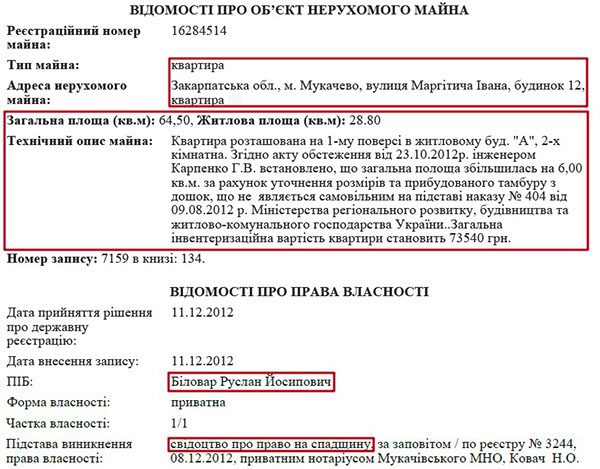 ВІДОМОСТІ ПРО ОБ’ЄКТ НЕРУХОМОГО МАЙНА
Реєстраційний номер майна: 16284514
Тип майна: квартира
Адреса нерухомого майна: Закарпатська обл., м. Мукачево, вулиця Маргітича Івана, будинок 12, квартира
Загальна площа (кв.м): 64,50, Житлова площа (кв.м): 28.80
Технічний опис майна: Квартира розташована на 1-му поверсі в житловому буд. "А", 2-х
кімнатна. Згідно акту обстеження від 23.10.2012р. інженером
Карпенко Г.В. встановлено, що загальна полоща збільшилась на 6,00
кв.м. за рахунок уточнення розмірів та прибудованого тамбуру з
дошок, що не являється самовільним на підставі наказу № 404 від
09.08.2012 р. Міністерства регіонального розвитку, будівництва та
житлово-комунального господарства України..Загальна
інвентеризаційна вартість квартири становить 73540 грн.
Номер запису: 7159 в книзі: 134.
ВІДОМОСТІ ПРО ПРАВА ВЛАСНОСТІ
Дата прийняття рішення про державну реєстрацію: 11.12.2012
Дата внесення запису: 11.12.2012
ПІБ: Біловар Руслан Йосипович
Форма власності: приватна
Частка власності: 1/1
Підстава виникнення права власності: свідоцтво про право на спадщину, за заповітом / по реєстру № 3244,
08.12.2012, приватним нотаріусом Мукачівського МНО, Ковач Н.О.